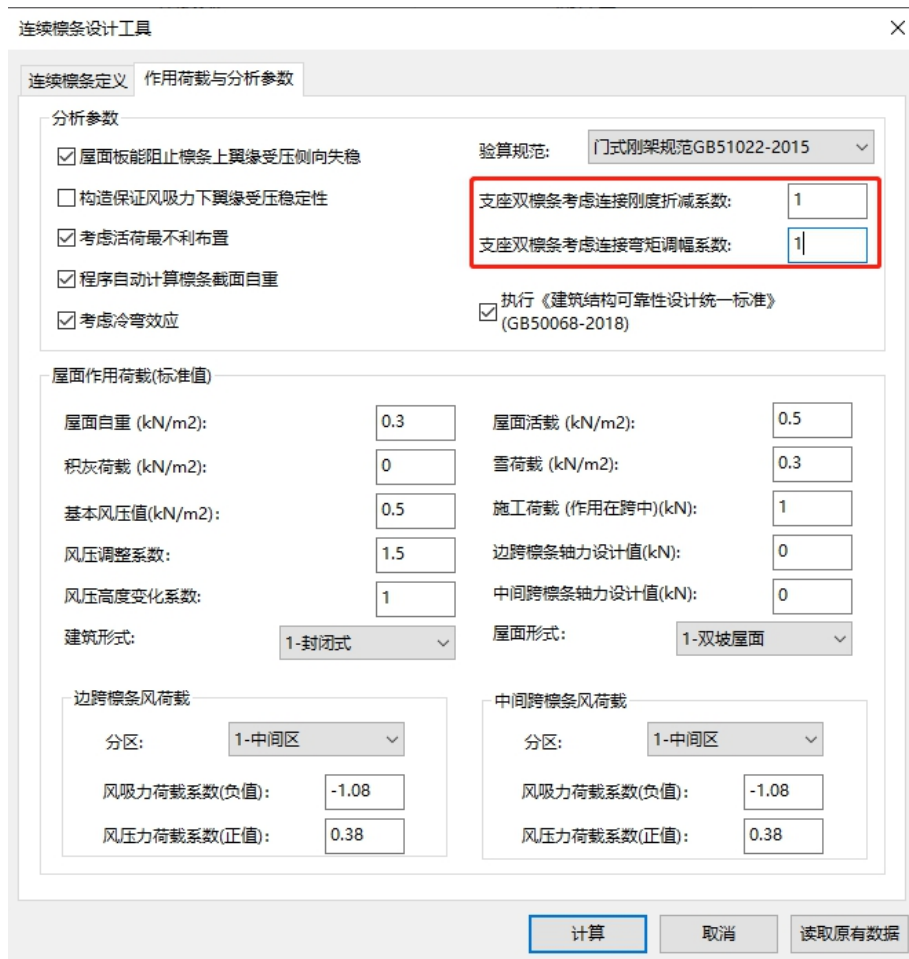 连续檩条设计工具
连续檩条定义
作用荷载与分析参数
分析参数
屋面板能阻止檩条上翼缘受压侧向失稳
验算规范:
门式刚架规范GB51022-2015
构造保证风吸力下翼缘受压稳定性
支座双檩条考虑连接刚度折减系数:
1
考虑活荷最不利布置
支座双檩条考虑连接弯矩调幅系数:
1
程序自动计算檩条截面自重
执行《建筑结构可靠性设计统一标准》
(GB50068-2018)
考虑冷弯效应
屋面作用荷载(标准值)
屋面自重 (kN/m2):
0.3
屋面活载 (kN/m2):
0.5
积灰荷载 (kN/m2):
0
雪荷载 (kN/m2):
0.3
基本风压值(kN/m2):
0.5
施工荷载 (作用在跨中)(kN):
1
风压调整系数:
1.5
边跨檩条轴力设计值(kN):
0
风压高度变化系数:
1
中间跨檩条轴力设计值(kN):
0
建筑形式:
1-封闭式
屋面形式:
1-双坡屋面
边跨檩条风荷载
中间跨檩条风荷载
分区:
1-中间区
分区:
1-中间区
风吸力荷载系数(负值):
-1.08
风吸力荷载系数(负值):
-1.08
风压力荷载系数(正值):
0.38
风压力荷载系数(正值):
0.38
计算
取消
读取原有数据